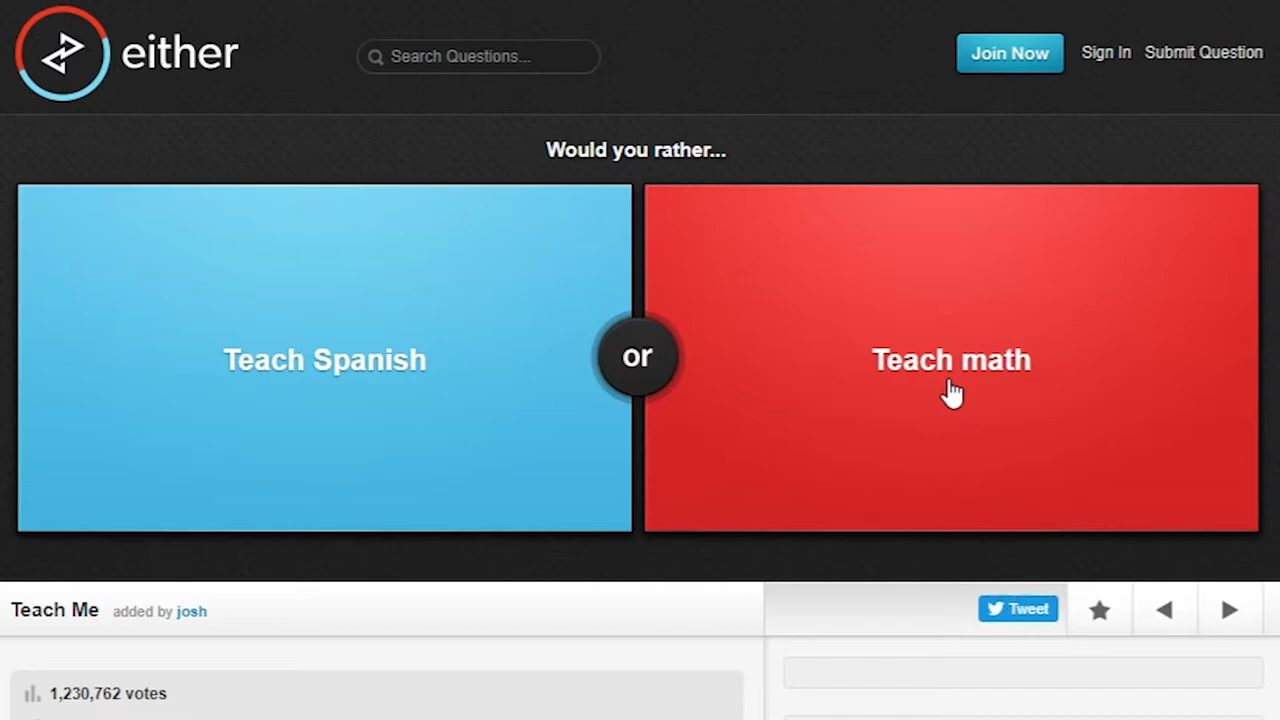 either
Search Questions...
Join Now
Sign In
Submit Question
Would you rather...
Teach Spanish
or
Teach math
Teach Me added by josh
Tweet
1,230,762 votes